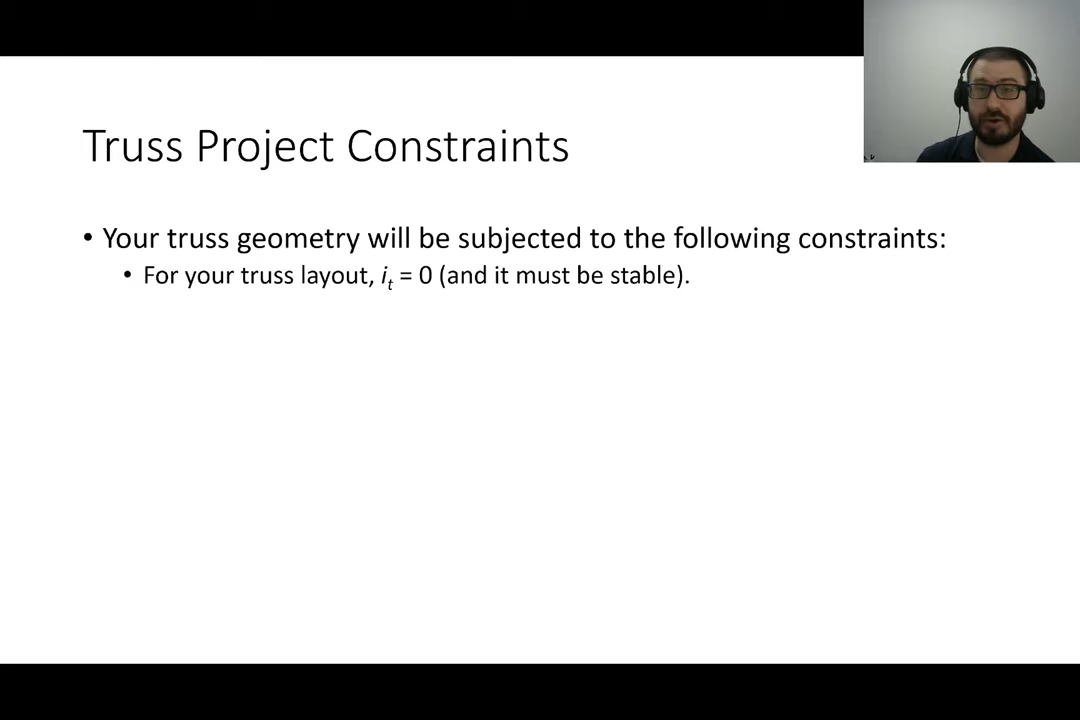 Truss Project Constraints
• Your truss geometry will be subjected to the following constraints:
• For your truss layout, iₜ = 0 (and it must be stable).